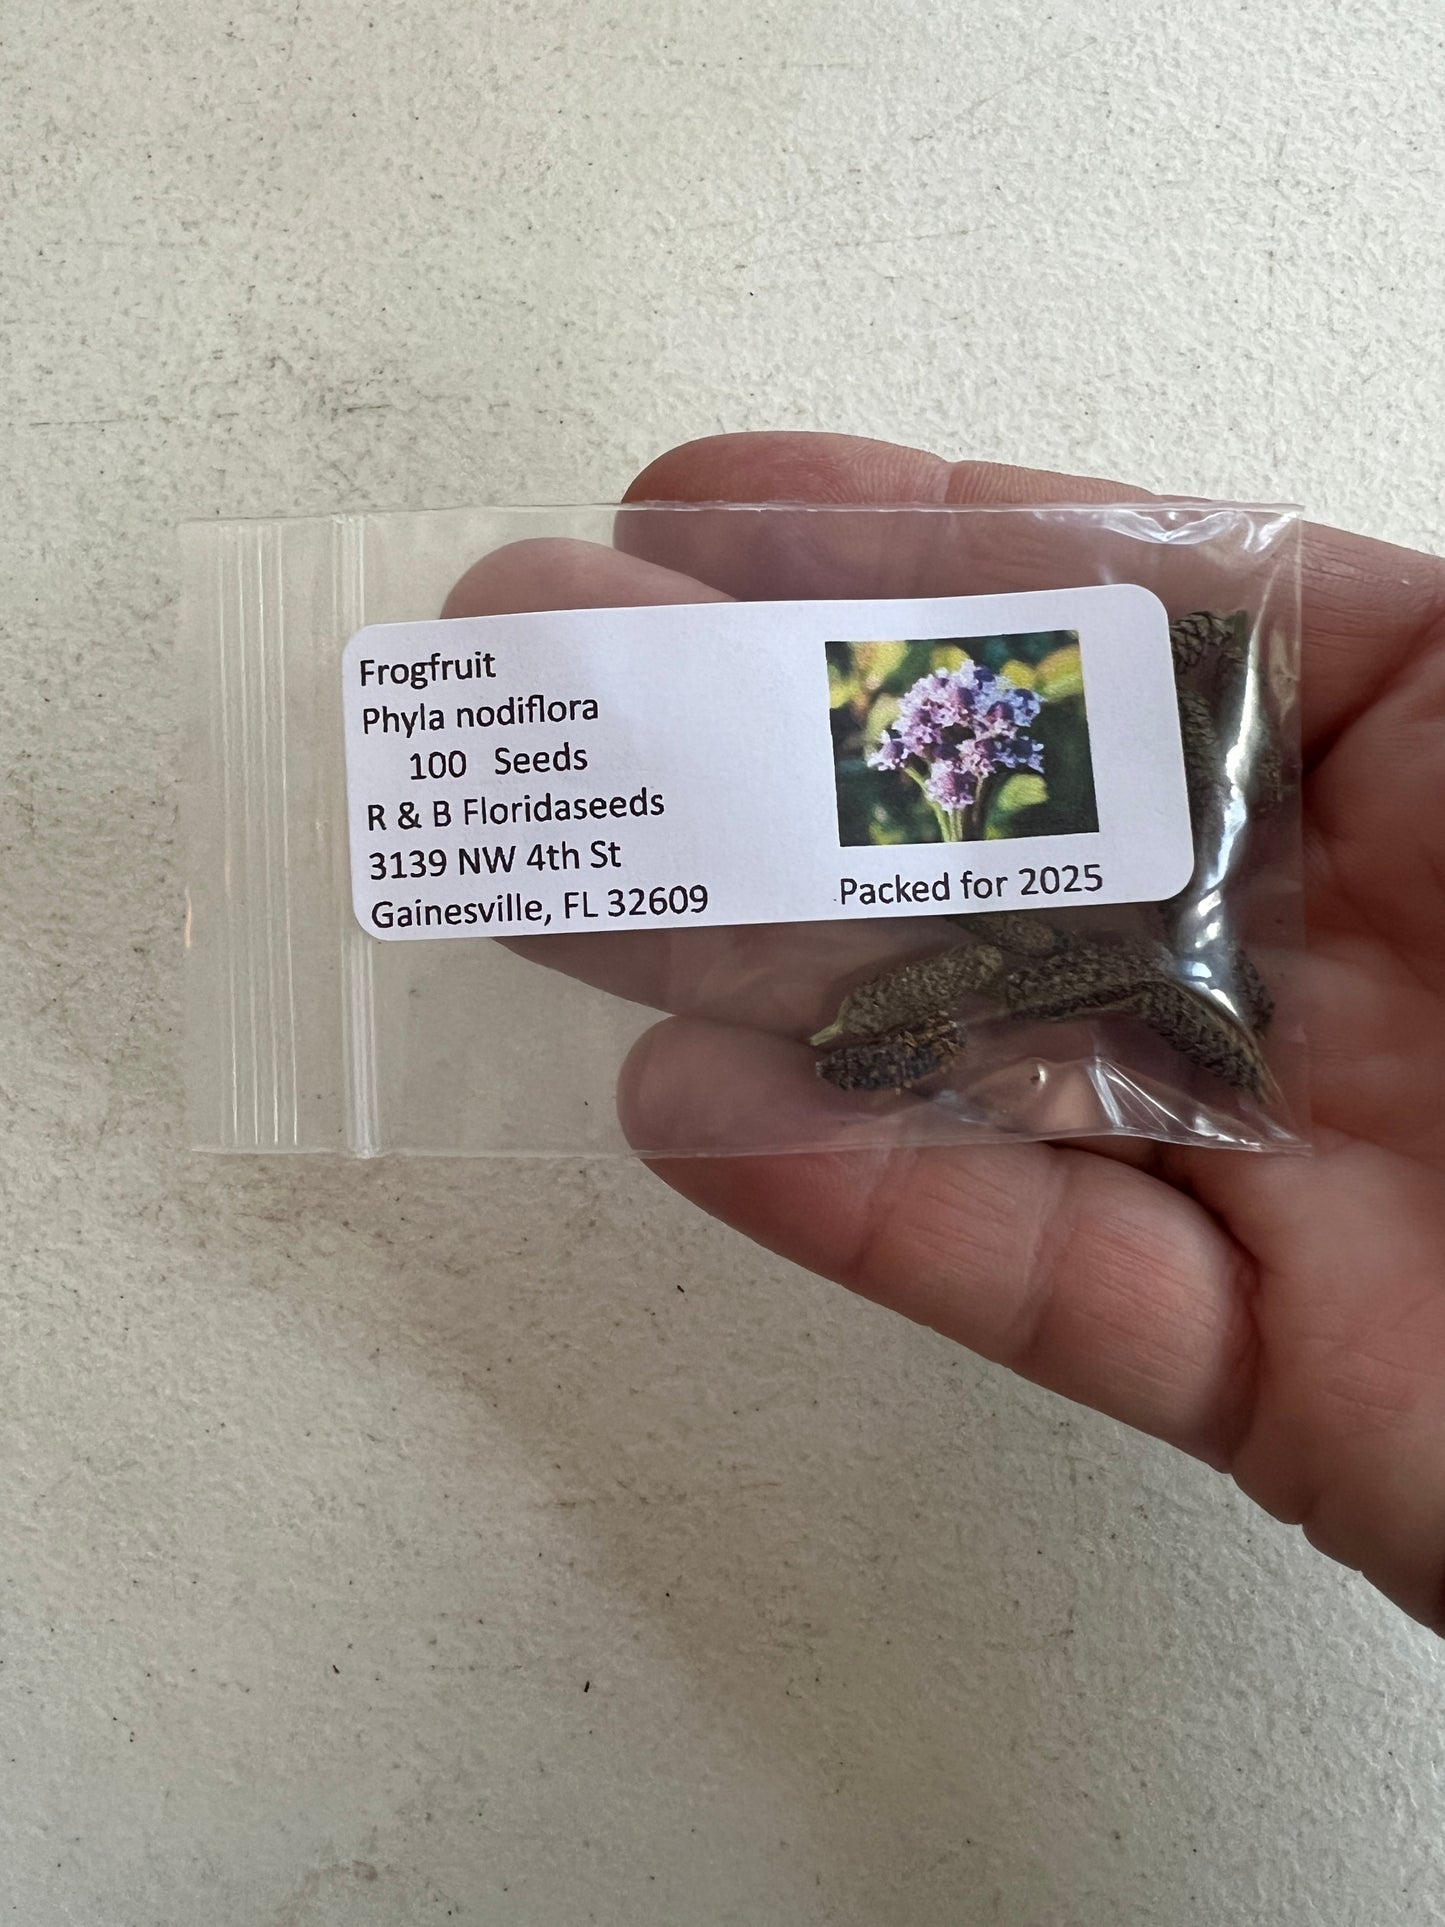 Frogfruit
Phyla nodiflora
100 Seeds
R & B Floridaseeds
3139 NW 4th St
Gainesville, FL 32609
Packed for 2025